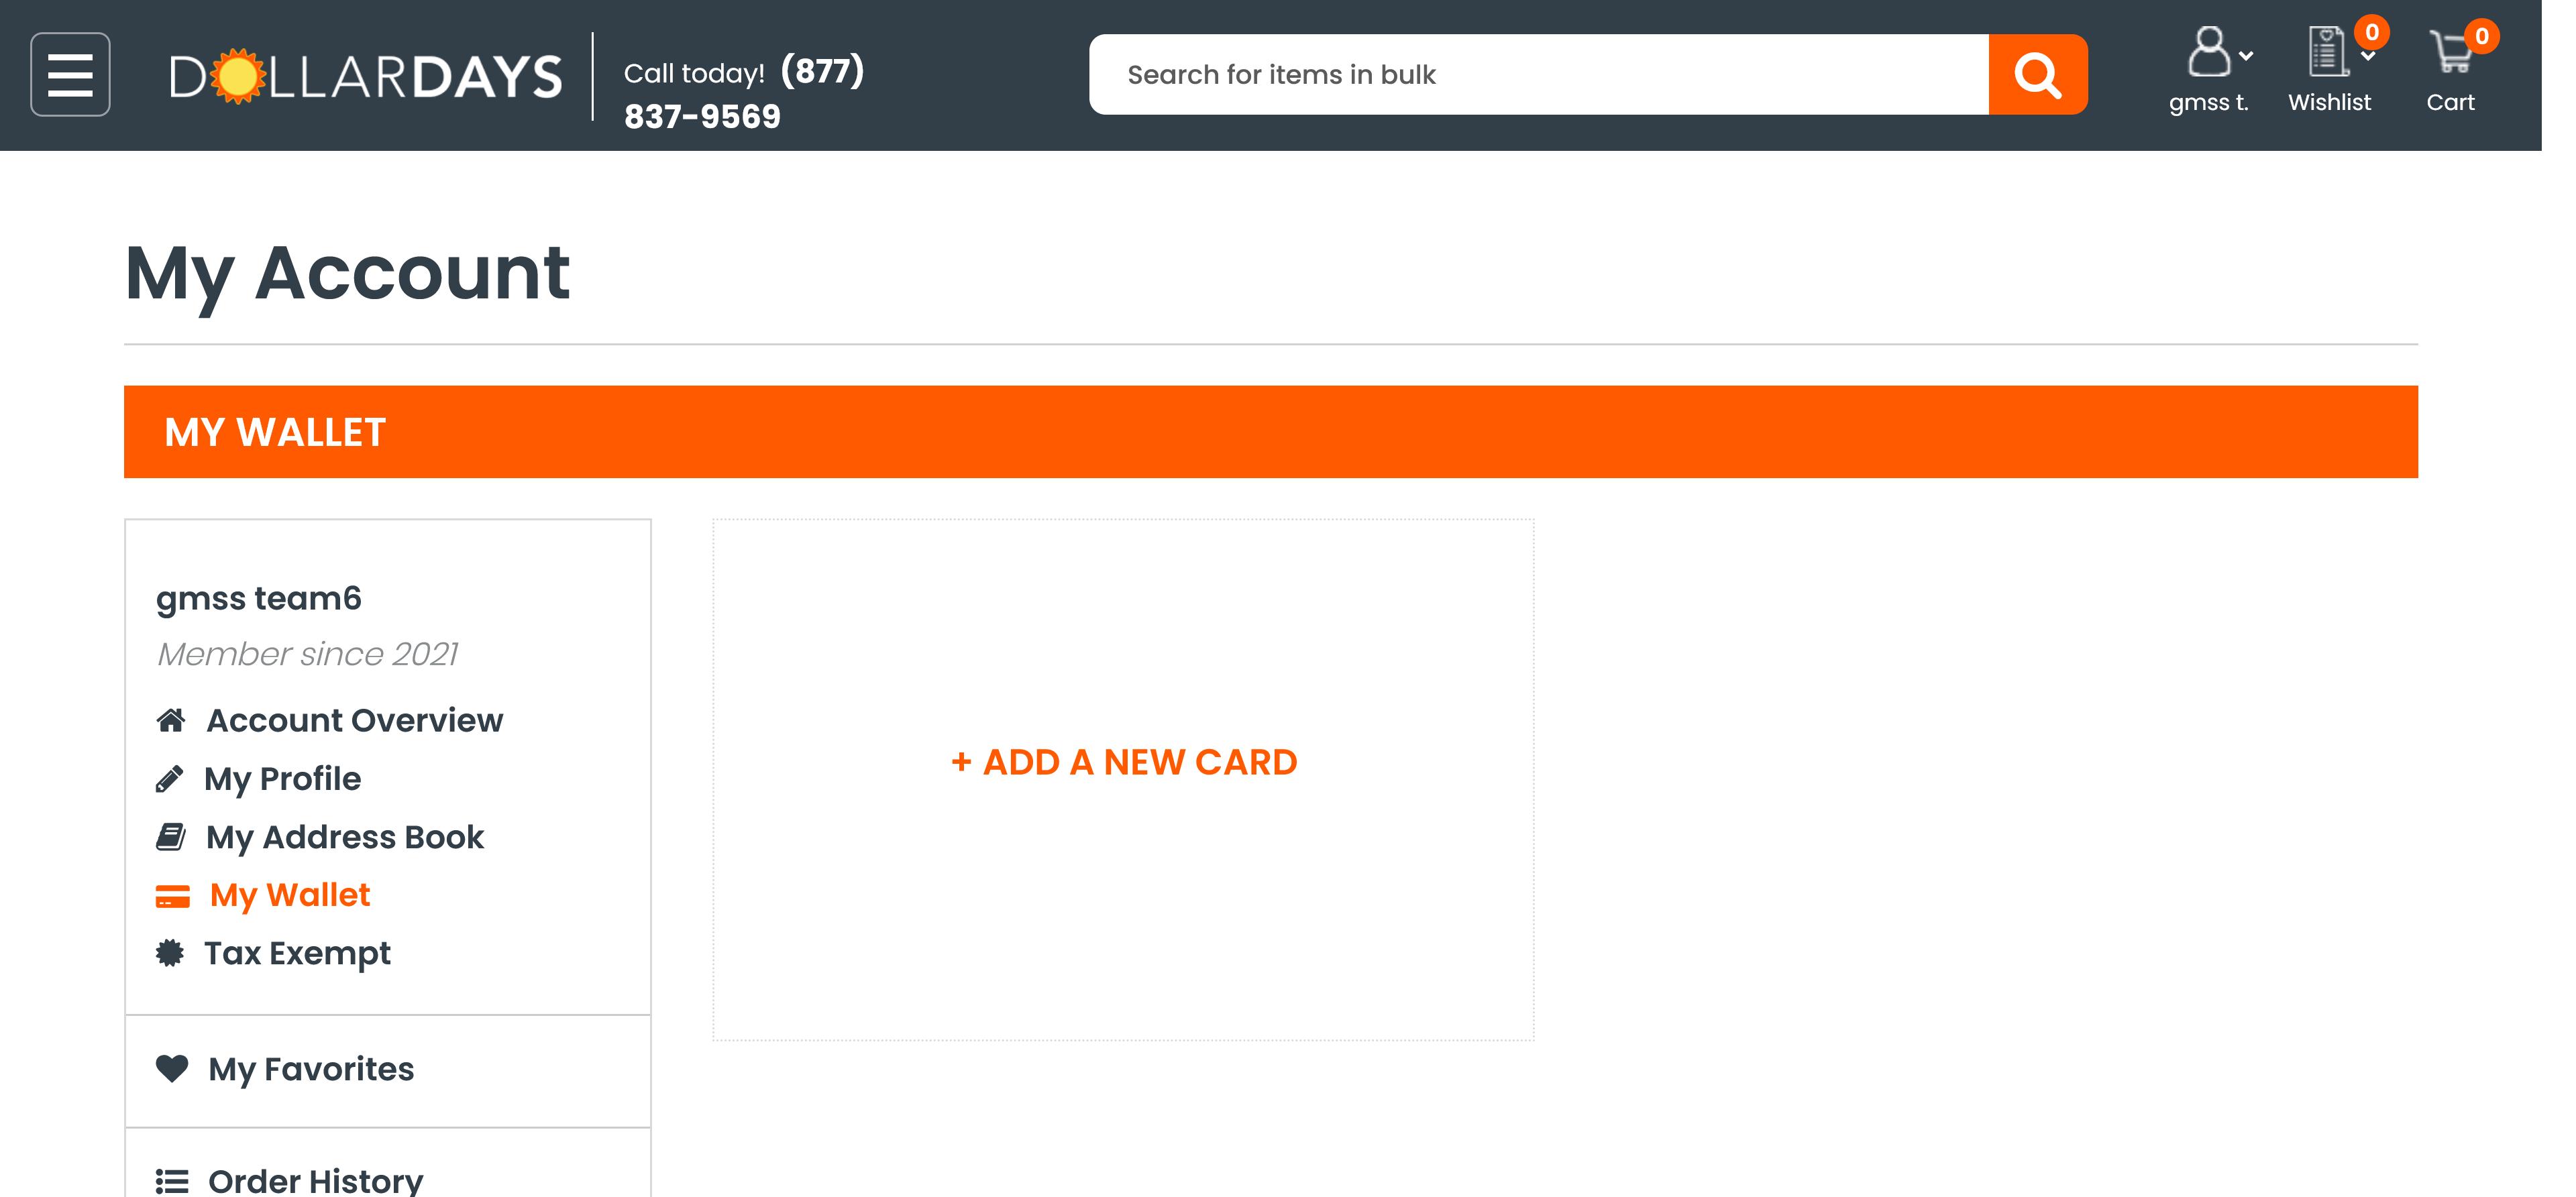 DOLLARDAYS
Call today! (877)
837-9569
Search for items in bulk
gmss t.
0
Wishlist
0
Cart
My Account
MY WALLET
gmss team6
Member since 2021
Account Overview
My Profile
My Address Book
My Wallet
Tax Exempt
My Favorites
Order History
+ ADD A NEW CARD